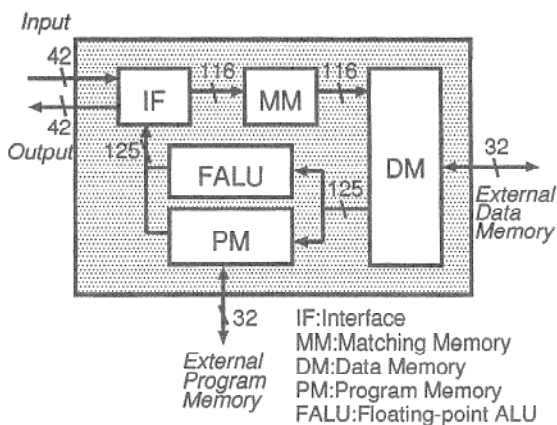 Input
42
42
Output
IF
116
MM
116
DM
125
FALU
125
PM
32
External
Data
Memory
32
External
Program
Memory
IF:Interface
MM:Matching Memory
DM:Data Memory
PM:Program Memory
FALU:Floating-point ALU